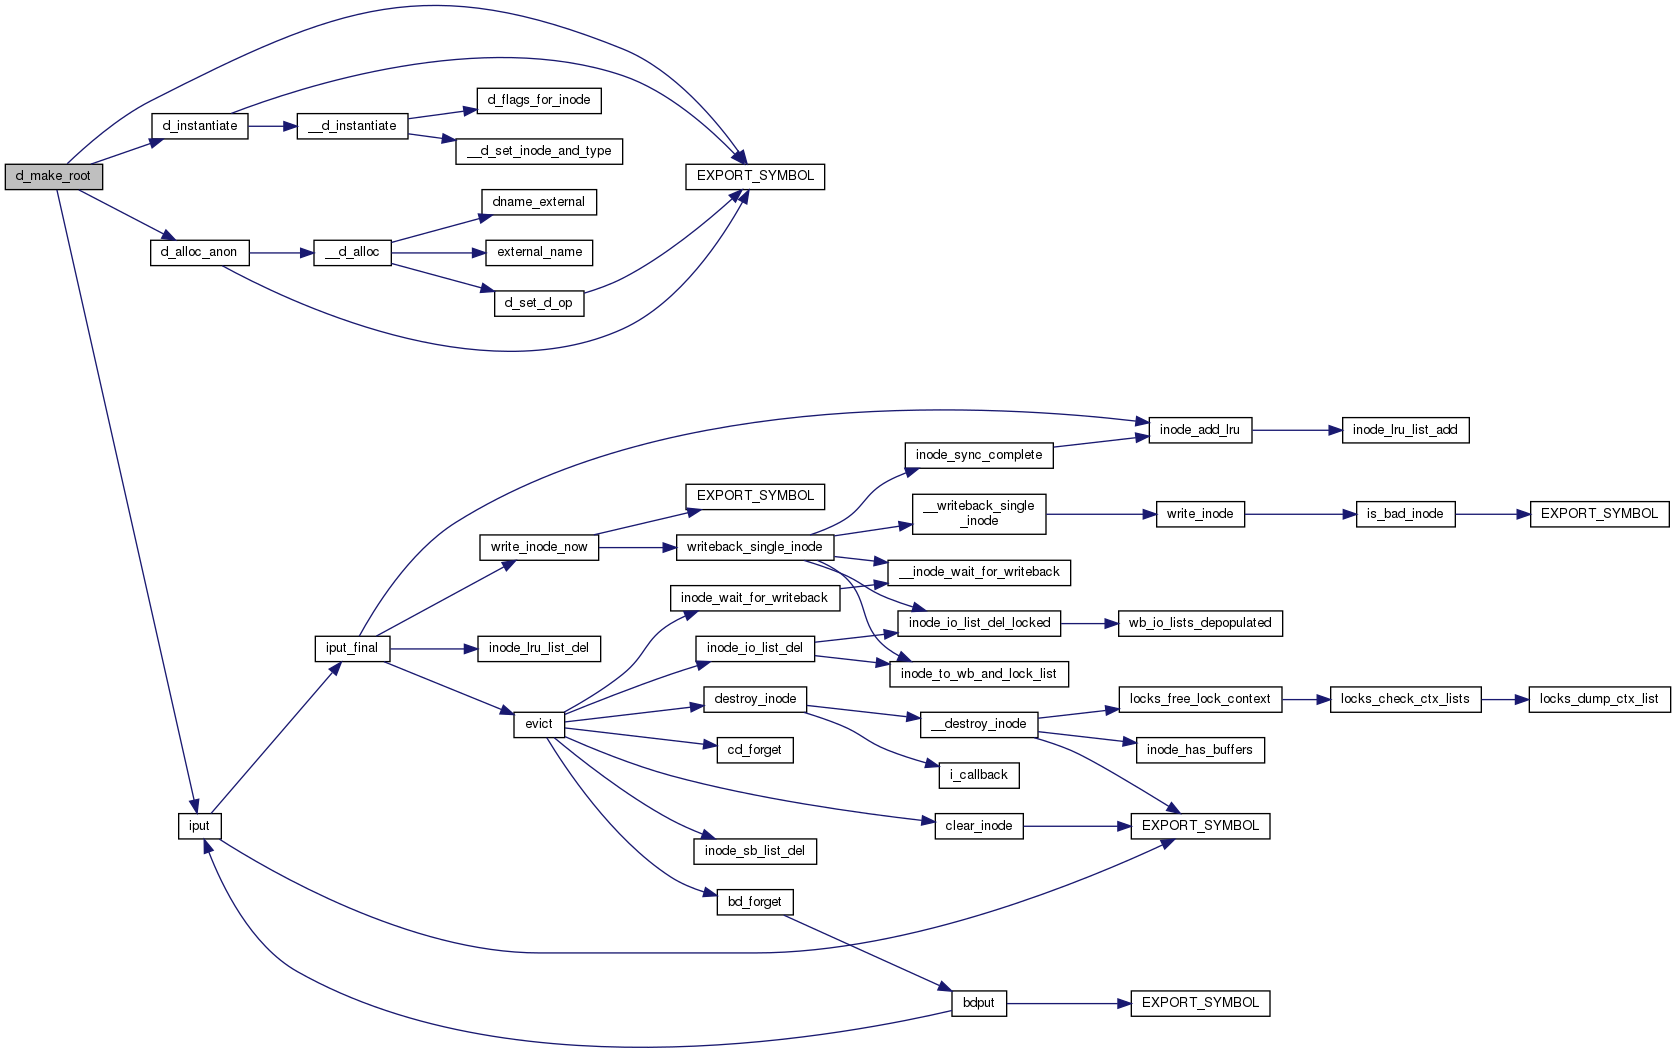 d_make_root
d_instantiate
__d_instantiate
d_flags_for_inode
__d_set_inode_and_type
EXPORT_SYMBOL
d_alloc_anon
__d_alloc
dname_external
external_name
d_set_d_op
iput
iput_final
inode_add_lru
inode_lru_list_add
inode_sync_complete
EXPORT_SYMBOL
write_inode_now
writeback_single_inode
__writeback_single
_inode
write_inode
is_bad_inode
EXPORT_SYMBOL
__inode_wait_for_writeback
inode_wait_for_writeback
inode_io_list_del_locked
wb_io_lists_depopulated
inode_lru_list_del
inode_io_list_del
inode_to_wb_and_lock_list
evict
destroy_inode
__destroy_inode
locks_free_lock_context
locks_check_ctx_lists
locks_dump_ctx_list
cd_forget
inode_has_buffers
i_callback
clear_inode
EXPORT_SYMBOL
inode_sb_list_del
bd_forget
bdput
EXPORT_SYMBOL